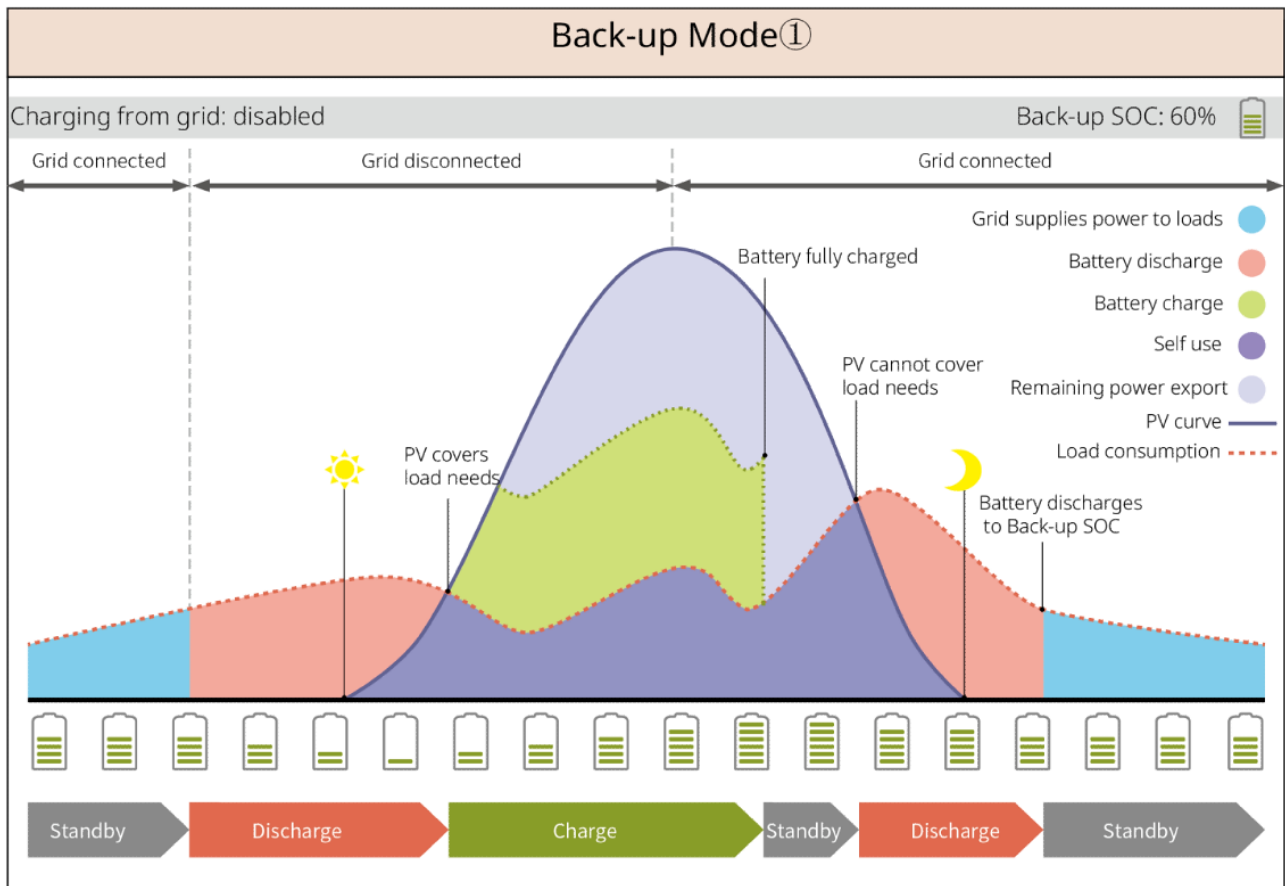 Back-up Mode①
Charging from grid: disabled
Back-up SOC: 60%
Grid connected
Grid disconnected
Grid connected
Grid supplies power to loads
Battery discharge
Battery charge
Self use
Remaining power export
PV curve
Load consumption
Battery fully charged
PV cannot cover
load needs
PV covers
load needs
Battery discharges
to Back-up SOC
Standby
Discharge
Charge
Standby
Discharge
Standby